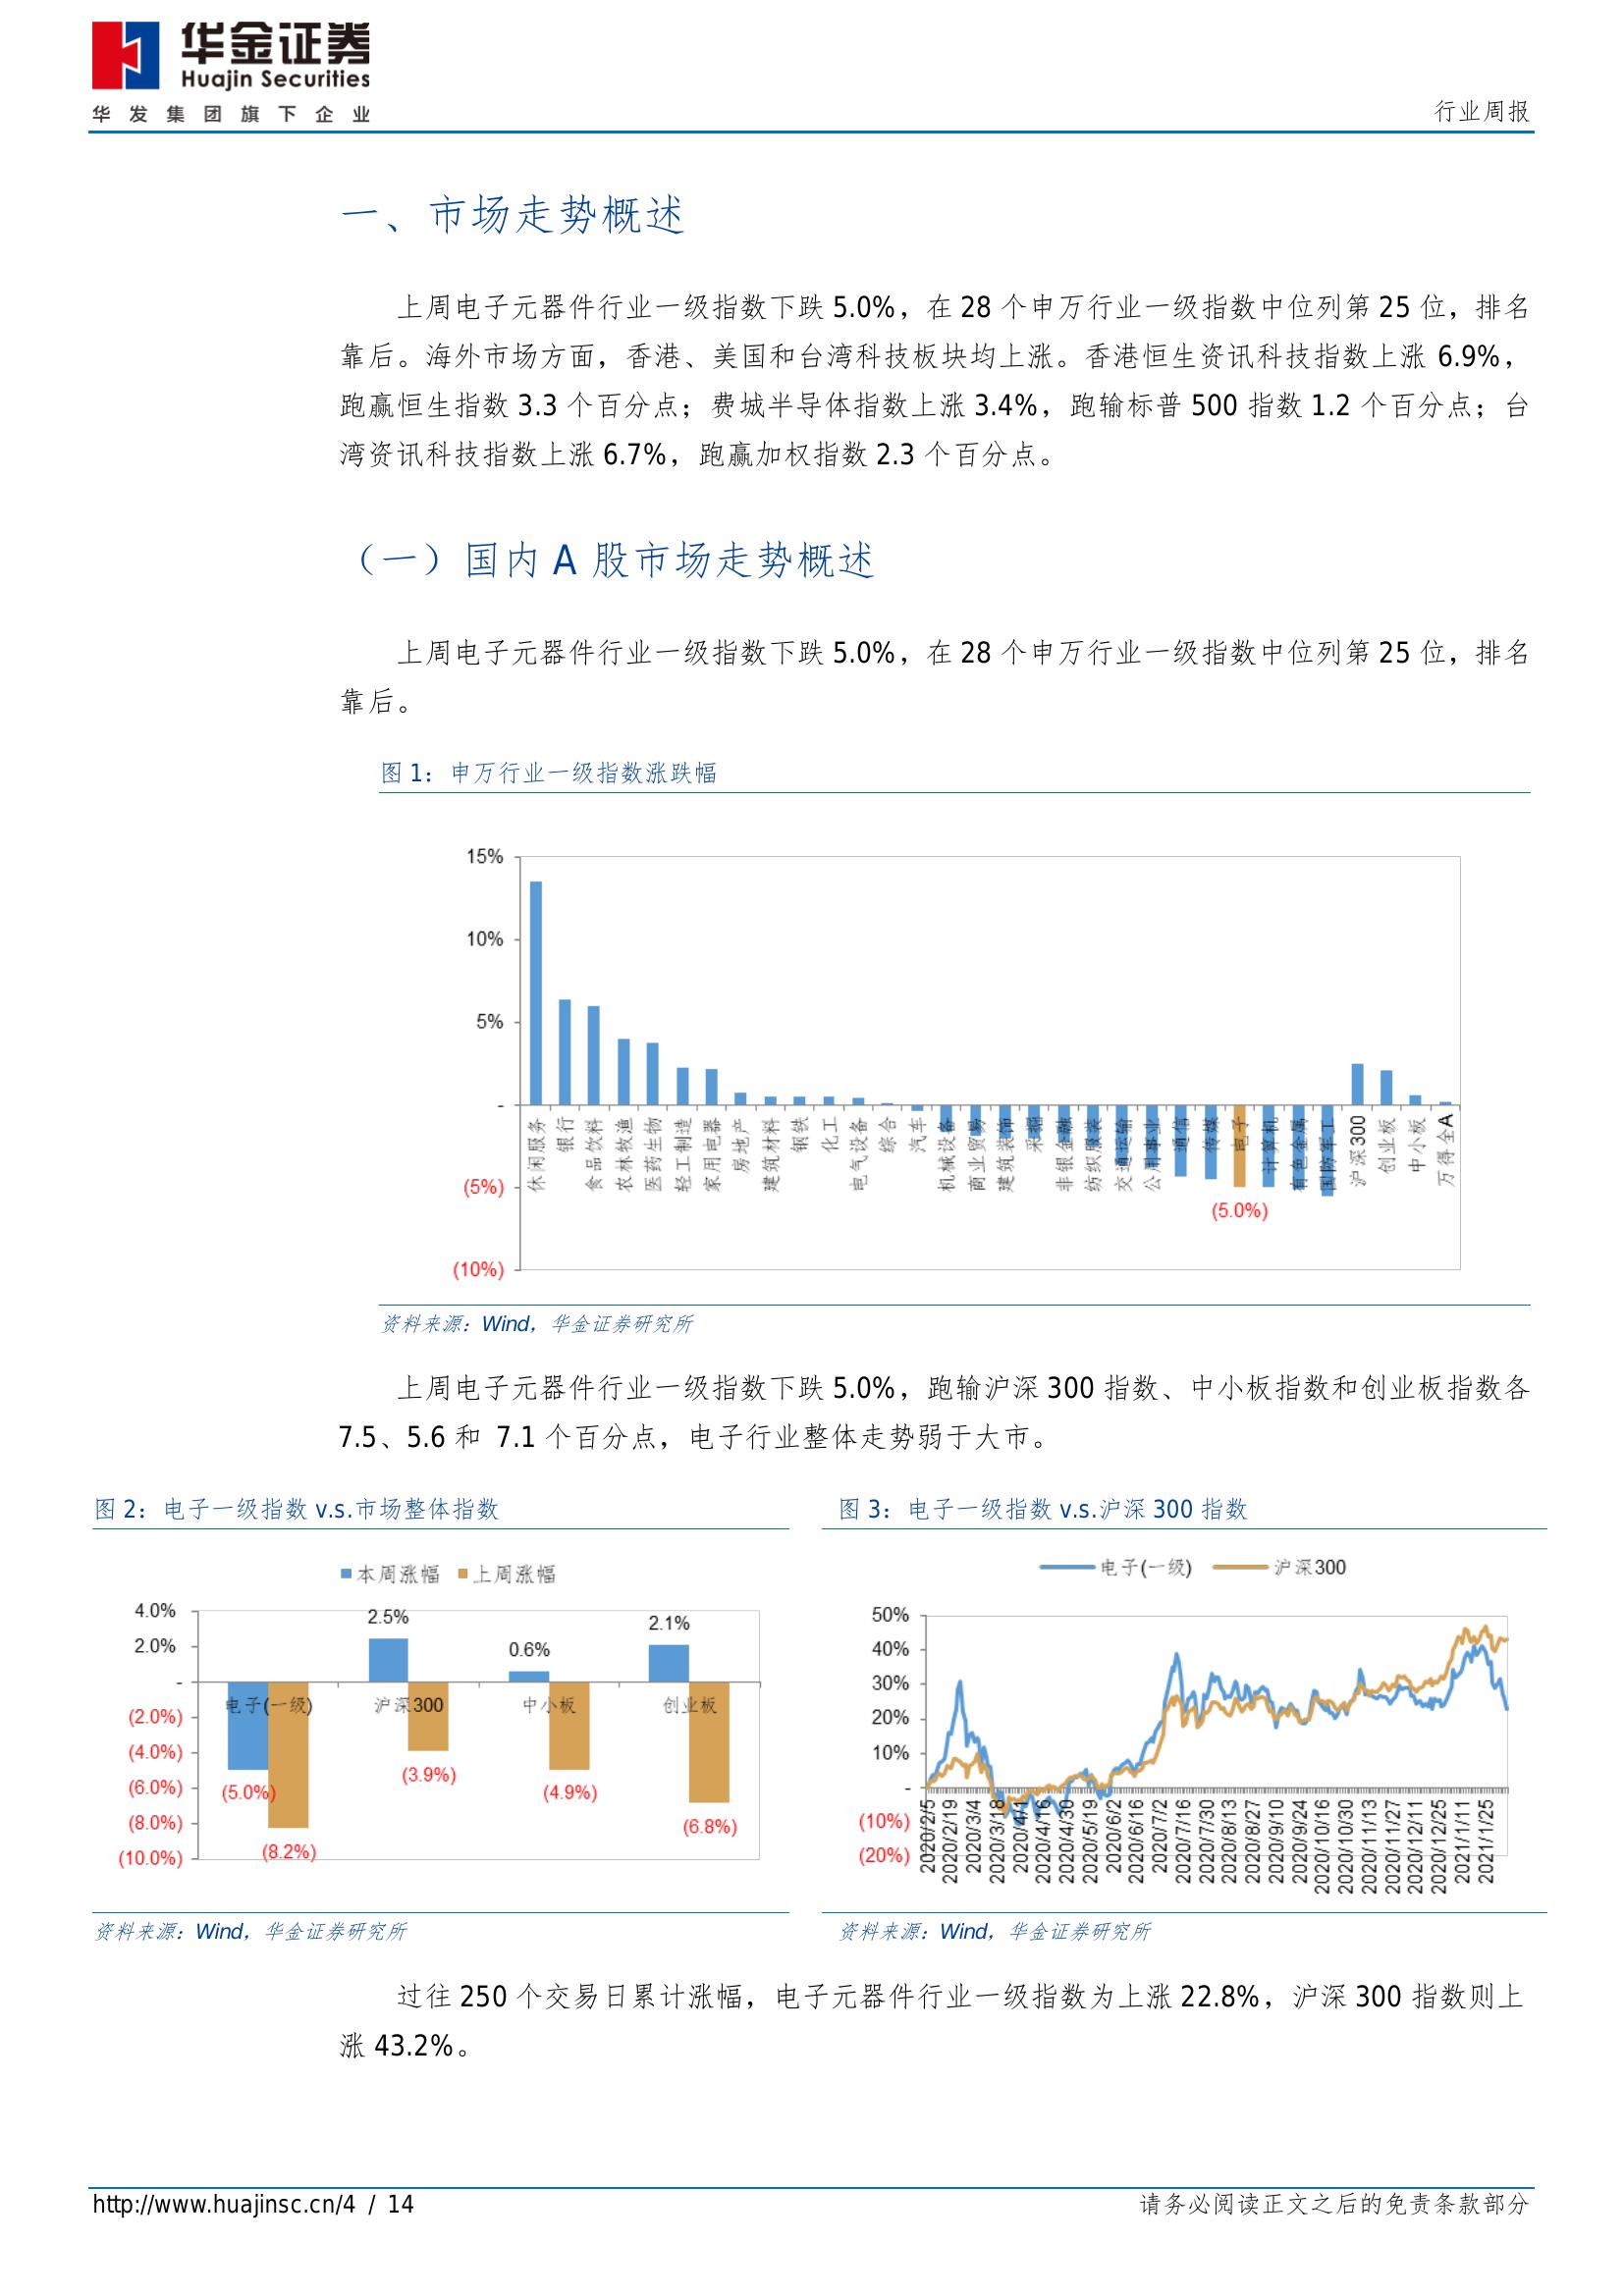 华金证券
Huajin Securities
华发集团旗下企业
行业周报
一、市场走势概述
上周电子元器件行业一级指数下跌 5.0%，在 28 个申万行业一级指数中位列第 25 位，排名
靠后。海外市场方面，香港、美国和台湾科技板块均上涨。香港恒生资讯科技指数上涨 6.9%，
跑赢恒生指数 3.3 个百分点；费城半导体指数上涨 3.4%，跑输标普 500 指数 1.2 个百分点；台
湾资讯科技指数上涨 6.7%，跑赢加权指数 2.3 个百分点。
（一）国内 A 股市场走势概述
上周电子元器件行业一级指数下跌 5.0%，在 28 个申万行业一级指数中位列第 25 位，排名
靠后。
图 1：申万行业一级指数涨跌幅
15%
10%
5%
-
(5%)
(10%)
休闲服务
银行
食品饮料
农林牧渔
医药生物
轻工制造
家用电器
房地产
建筑材料
钢铁
化工
电气设备
综合
汽车
机械设备
商业贸易
建筑装饰
采掘
非银金融
纺织服装
交通运输
公用事业
通信
传媒
电子
计算机
有色金属
国防军工
沪深300
创业板
中小板
万得全A
(5.0%)
资料来源：Wind，华金证券研究所
上周电子元器件行业一级指数下跌 5.0%，跑输沪深 300 指数、中小板指数和创业板指数各
7.5、5.6 和 7.1 个百分点，电子行业整体走势弱于大市。
图 2：电子一级指数 v.s.市场整体指数
本周涨幅 上周涨幅
4.0%
2.0%
-
(2.0%)
(4.0%)
(6.0%)
(8.0%)
(10.0%)
2.5%
0.6%
2.1%
电子(一级)
沪深300
中小板
创业板
(5.0%)
(8.2%)
(3.9%)
(4.9%)
(6.8%)
资料来源：Wind，华金证券研究所
图 3：电子一级指数 v.s.沪深 300 指数
电子(一级) 沪深300
50%
40%
30%
20%
10%
-
(10%)
(20%)
2020/2/5
2020/2/19
2020/3/4
2020/3/18
2020/4/1
2020/4/16
2020/4/30
2020/5/19
2020/6/2
2020/6/16
2020/7/2
2020/7/16
2020/7/30
2020/8/13
2020/8/27
2020/9/10
2020/9/24
2020/10/16
2020/10/30
2020/11/13
2020/11/27
2020/12/11
2020/12/25
2021/1/11
2021/1/25
资料来源：Wind，华金证券研究所
过往 250 个交易日累计涨幅，电子元器件行业一级指数为上涨 22.8%，沪深 300 指数则上
涨 43.2%。
http://www.huajinsc.cn/4 / 14
请务必阅读正文之后的免责条款部分